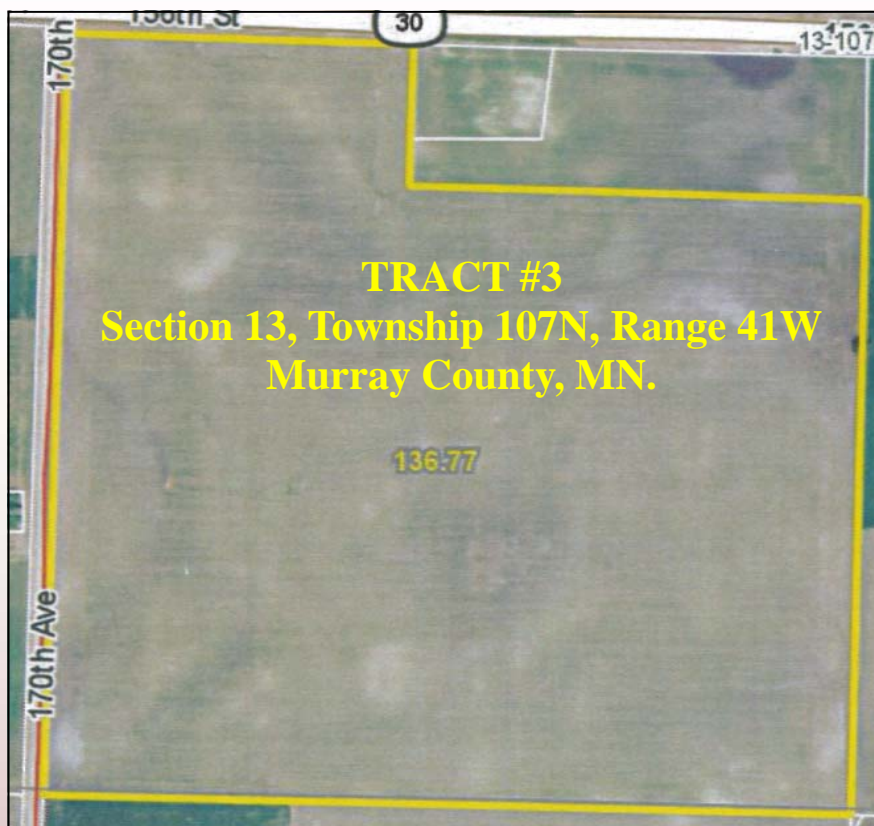 30
13-107
170th
TRACT #3
Section 13, Township 107N, Range 41W
Murray County, MN.
136.77
170th Ave